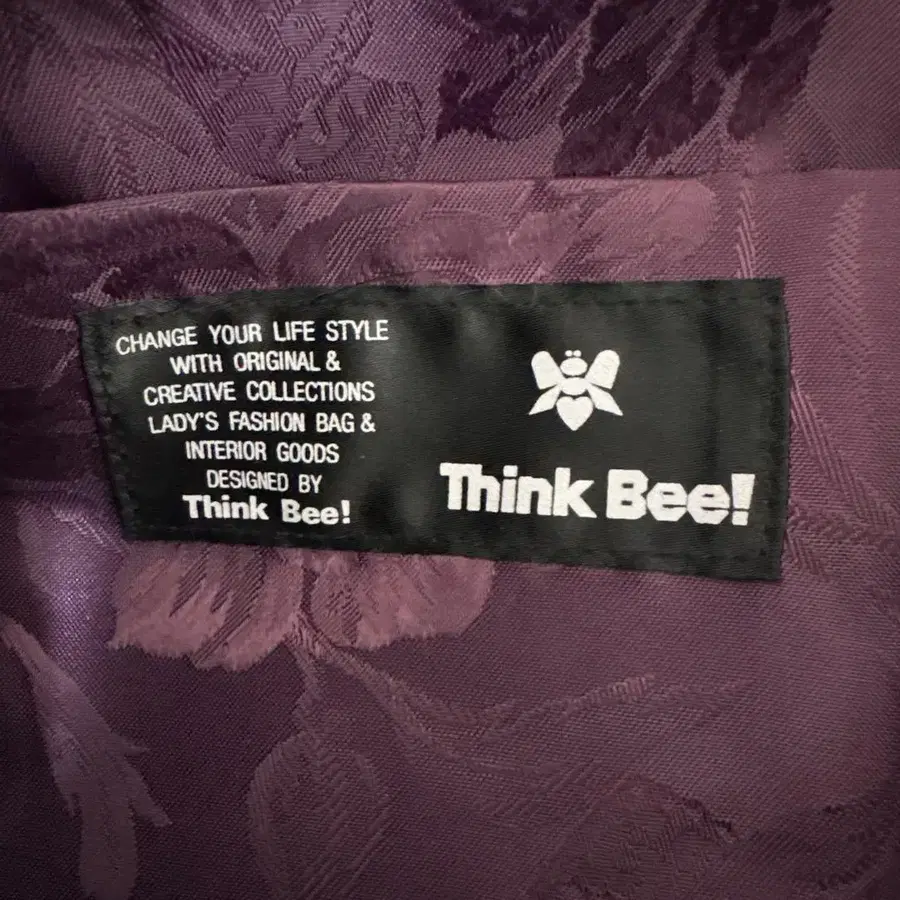 CHANGE YOUR LIFE STYLE
WITH ORIGINAL &
CREATIVE COLLECTIONS
LADY'S FASHION BAG &
INTERIOR GOODS
DESIGNED BY
Think Bee!
Think Bee!